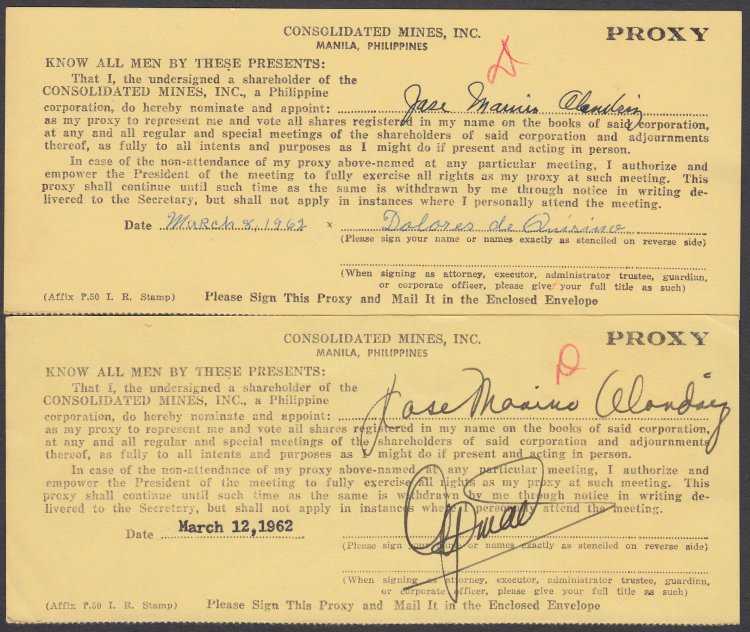 CONSOLIDATED MINES, INC.
PROXY
MANILA, PHILIPPINES
KNOW ALL MEN BY THESE PRESENTS:
That I, the undersigned a shareholder of the
CONSOLIDATED MINES, INC., a Philippine
corporation, do hereby nominate and appoint: Jose Marino Olondriz
as my proxy to represent me and vote all shares registered in my name on the books of said corporation,
at any and all regular and special meetings of the shareholders of said corporation and adjournments
thereof, as fully to all intents and purposes as I might do if present and acting in person.
In case of the non-attendance of my proxy above-named at any particular meeting, I authorize and
empower the President of the meeting to fully exercise all rights as my proxy at such meeting. This
proxy shall continue until such time as the same is withdrawn by me through notice in writing de-
livered to the Secretary, but shall not apply in instances where I personally attend the meeting.
Date March 8, 1962 x Dolores de Quirino
(Please sign your name or names exactly as stenciled on reverse side)
(When signing as attorney, executor, administrator trustee, guardian,
or corporate officer, please give your full title as such)
(Affix P.50 I. R. Stamp) Please Sign This Proxy and Mail It in the Enclosed Envelope
CONSOLIDATED MINES, INC.
PROXY
MANILA, PHILIPPINES
KNOW ALL MEN BY THESE PRESENTS:
That I, the undersigned a shareholder of the
CONSOLIDATED MINES, INC., a Philippine
corporation, do hereby nominate and appoint: Jose Marino Olondriz
as my proxy to represent me and vote all shares registered in my name on the books of said corporation,
at any and all regular and special meetings of the shareholders of said corporation and adjournments
thereof, as fully to all intents and purposes as I might do if present and acting in person.
In case of the non-attendance of my proxy above-named at any particular meeting, I authorize and
empower the President of the meeting to fully exercise all rights as my proxy at such meeting. This
proxy shall continue until such time as the same is withdrawn by me through notice in writing de-
livered to the Secretary, but shall not apply in instances where I personally attend the meeting.
Date March 12, 1962
(Please sign your name or names exactly as stenciled on reverse side)
(When signing as attorney, executor, administrator trustee, guardian,
or corporate officer, please give your full title as such)
(Affix P.50 I. R. Stamp) Please Sign This Proxy and Mail It in the Enclosed Envelope